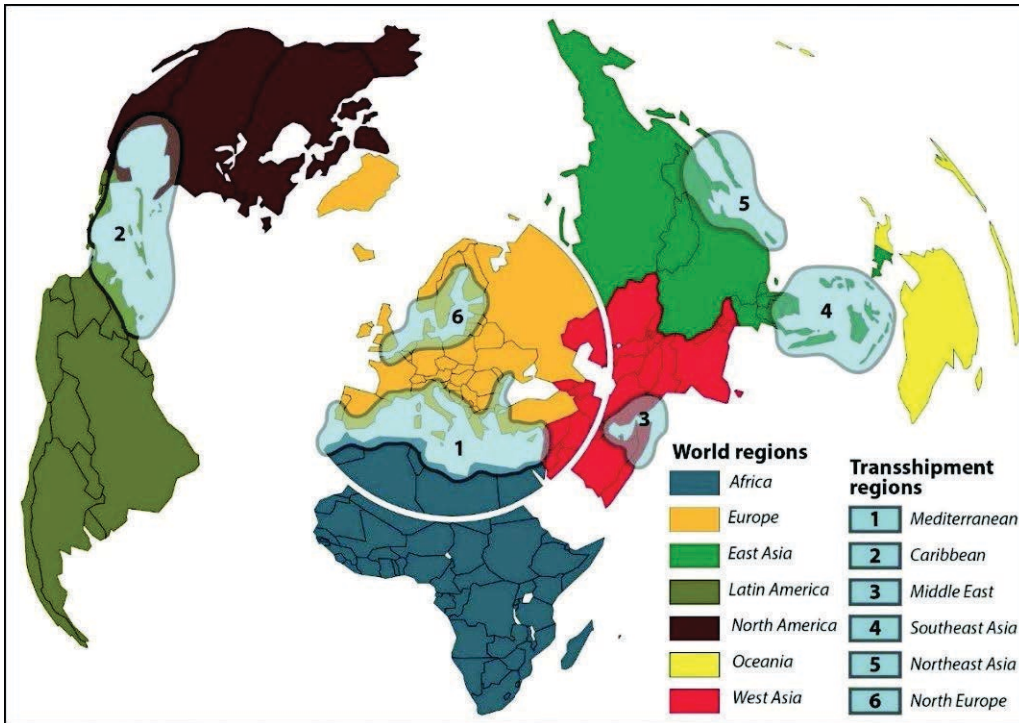 2
5
4
6
3
1
World regions
Africa
Europe
East Asia
Latin America
North America
Oceania
West Asia
Transshipment
regions
1 Mediterranean
2 Caribbean
3 Middle East
4 Southeast Asia
5 Northeast Asia
6 North Europe